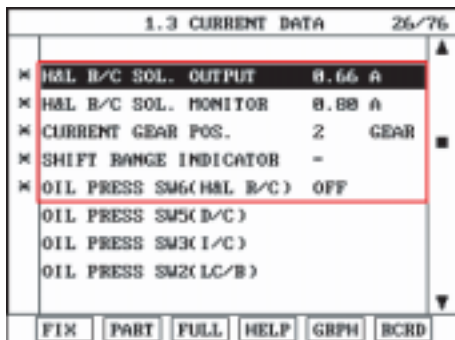 1.3 CURRENT DATA 26/76
* H&L R/C SOL. OUTPUT 0.66 A
* H&L R/C SOL. MONITOR 0.80 A
* CURRENT GEAR POS. 2 GEAR
* SHIFT RANGE INDICATOR -
* OIL PRESS SW6(H&L R/C) OFF
OIL PRESS SW5(D/C)
OIL PRESS SW3(I/C)
OIL PRESS SW2(LC/B)
FIX PART FULL HELP GRPH RCRD